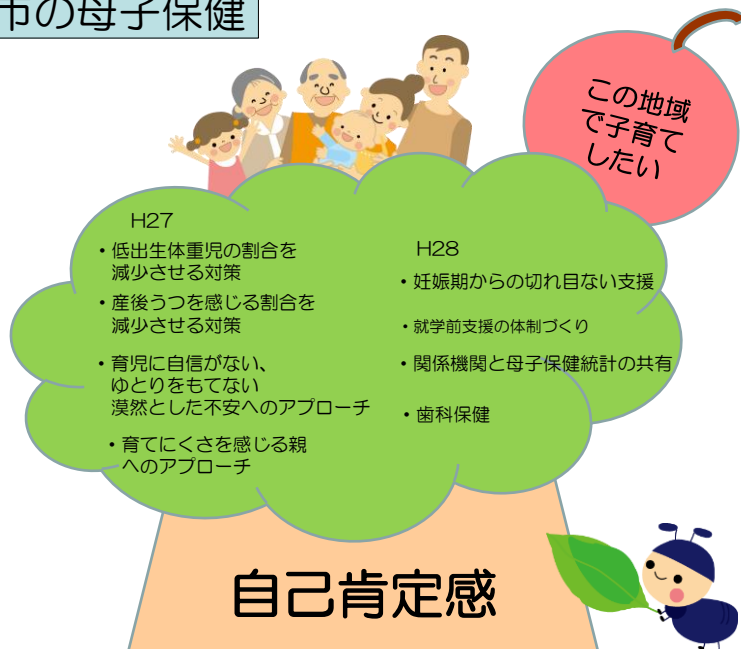 市の母子保健
この地域
で子育て
したい
H27
・低出生体重児の割合を
減少させる対策
・産後うつを感じる割合を
減少させる対策
・育児に自信がない、
ゆとりをもてない
漠然とした不安へのアプローチ
・育てにくさを感じる親
へのアプローチ
H28
・妊娠期からの切れ目ない支援
・就学前支援の体制づくり
・関係機関と母子保健統計の共有
・歯科保健
自己肯定感